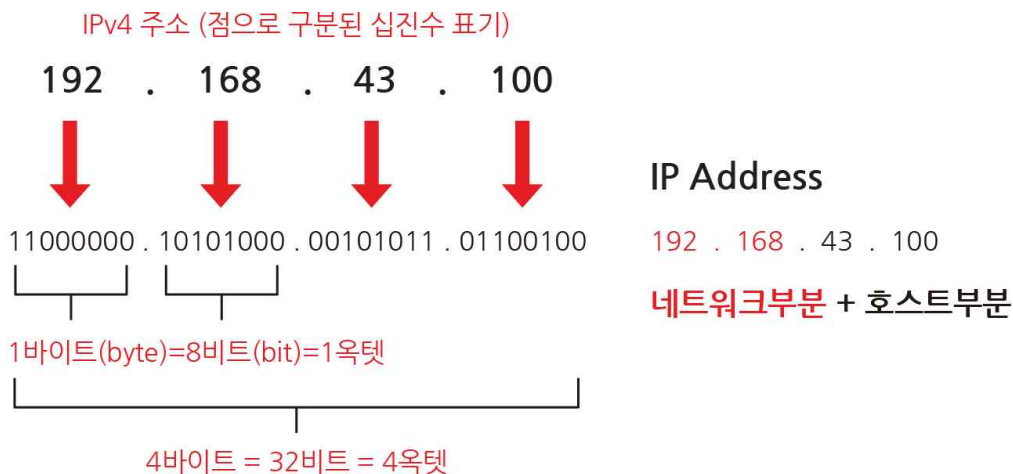 IPv4 주소 (점으로 구분된 십진수 표기)
192 . 168 . 43 . 100
11000000 . 10101000 . 00101011 . 01100100
1바이트(byte)=8비트(bit)=1옥텟
4바이트 = 32비트 = 4옥텟
IP Address
192 . 168 . 43 . 100
네트워크부분 + 호스트부분